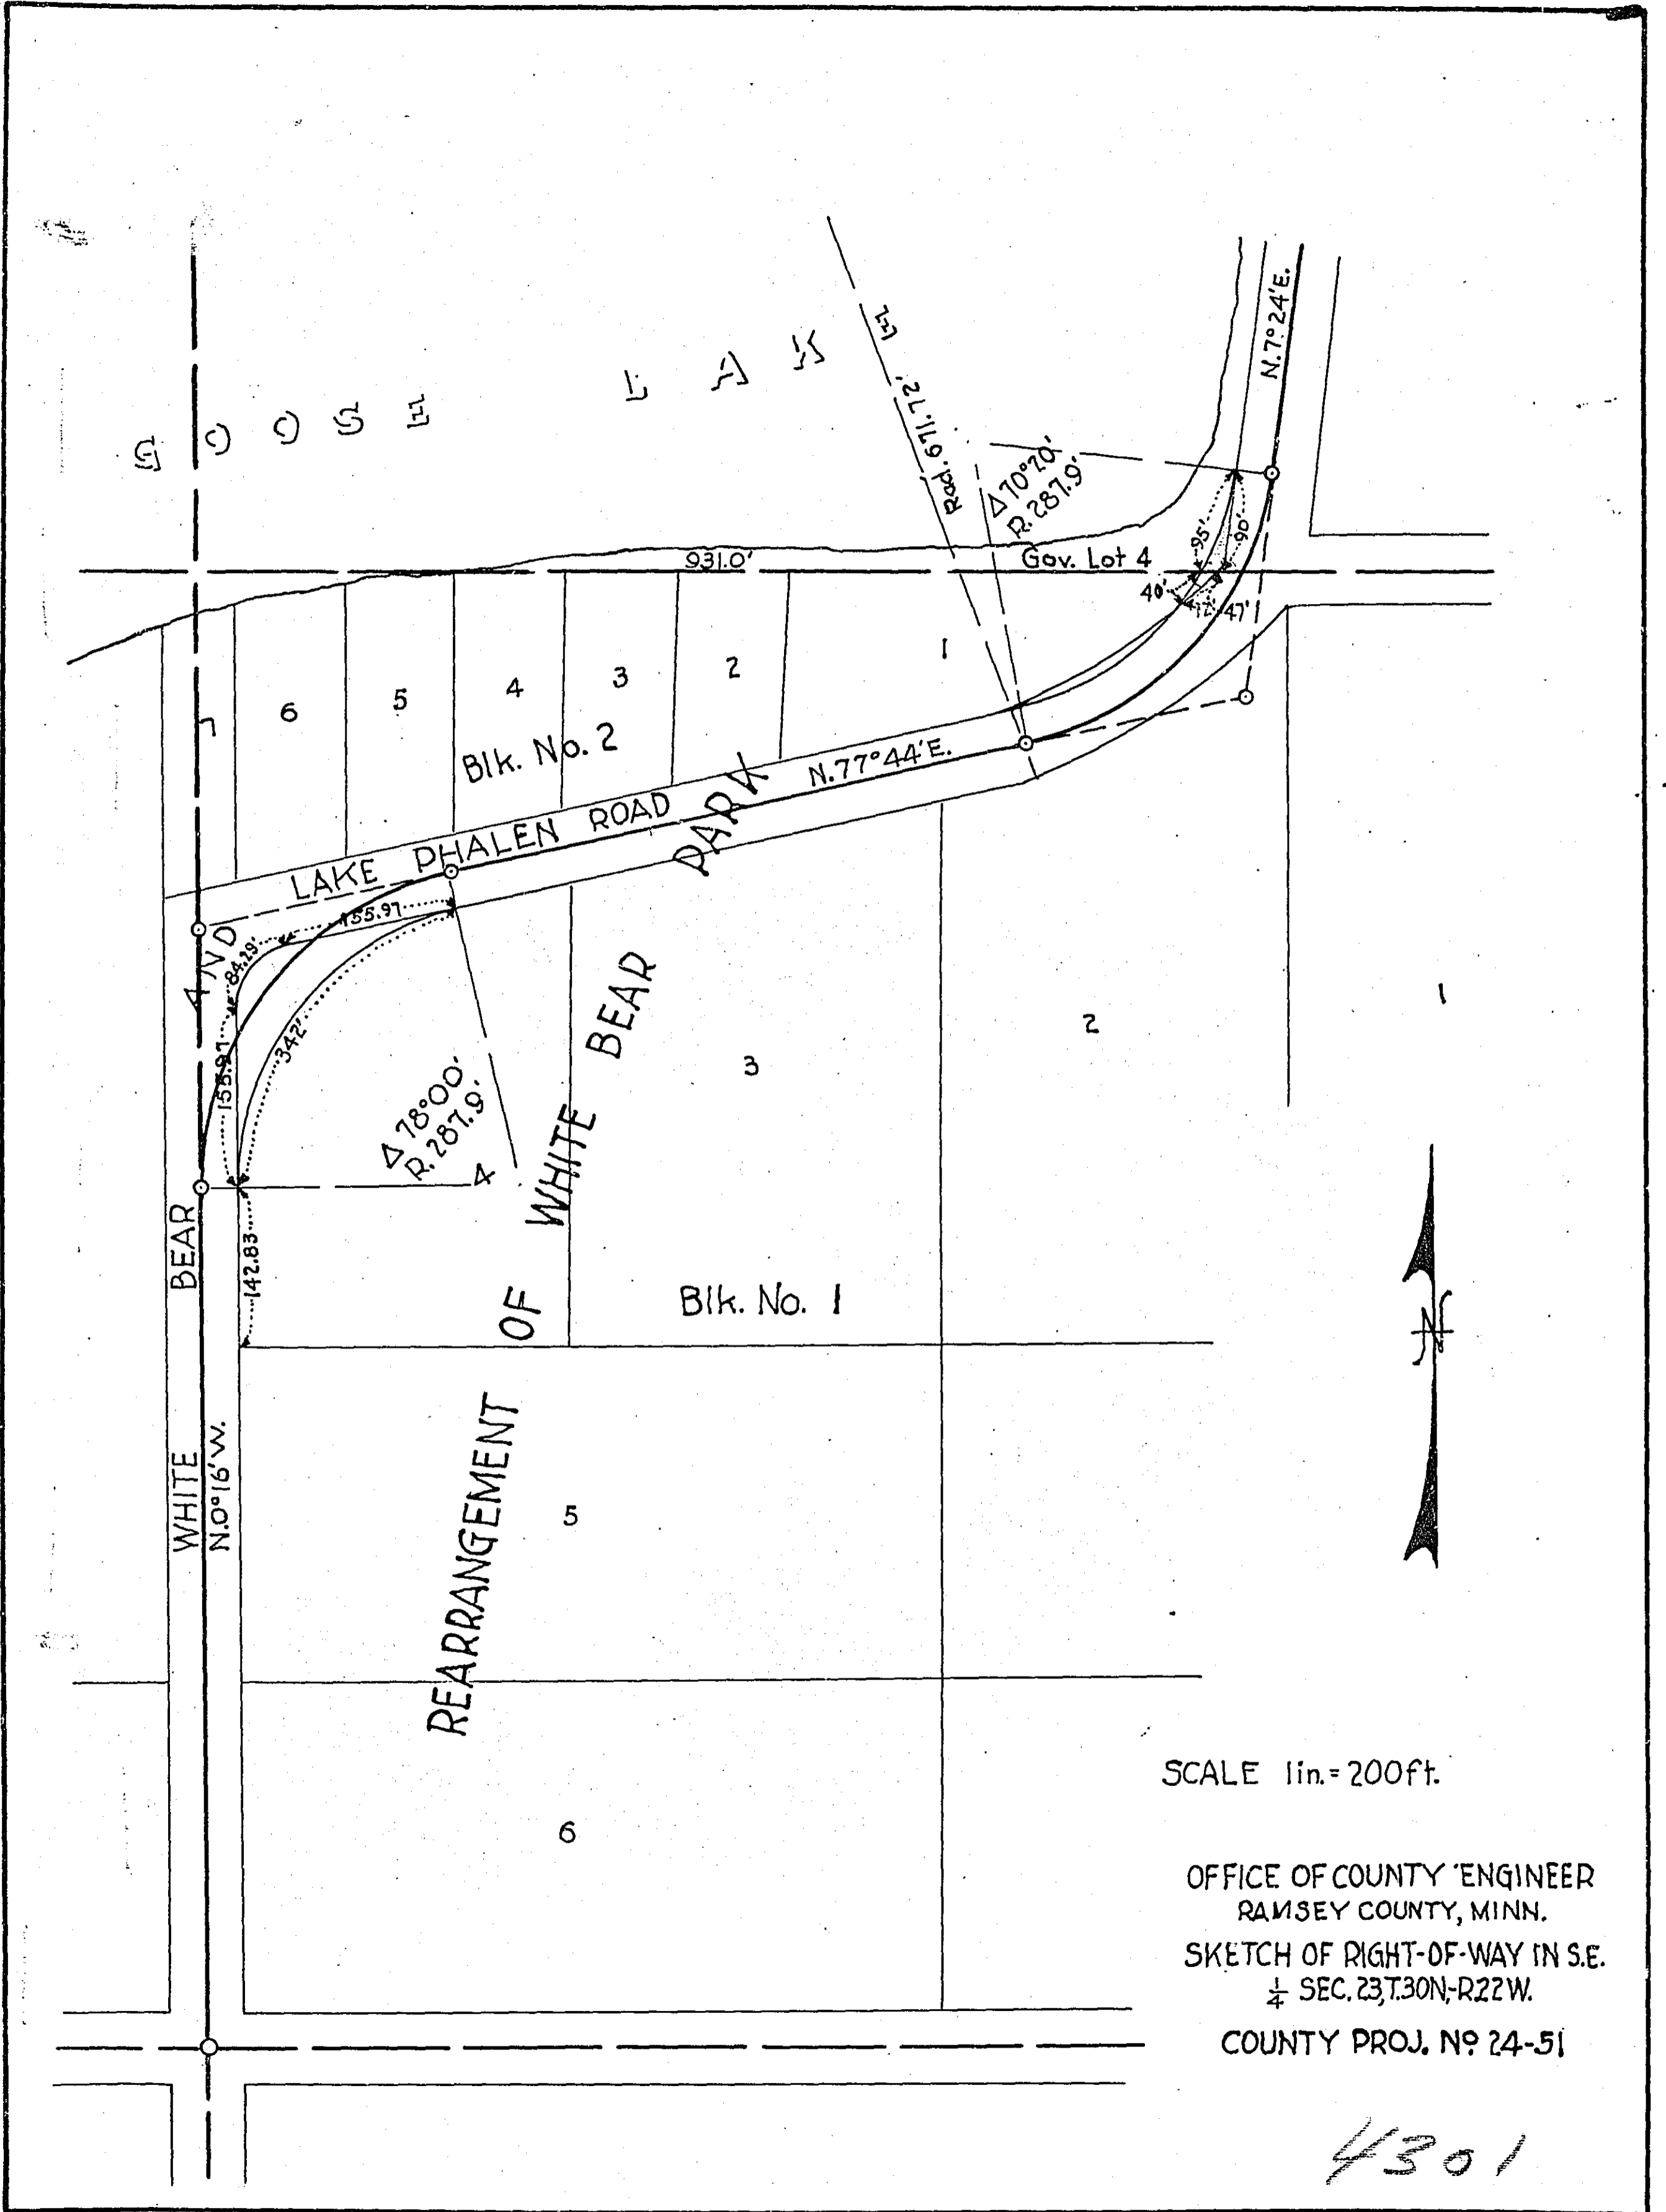 GOOSE LAKE
N.7°24'E.
Rad. 671.72'
Δ70°20'
R. 287.9'
95'
90'
931.0'
Gov. Lot 4
40'
47'
1
2
3
4
5
6
7
Blk. No. 2
N.77°44'E.
LAKE PHALEN ROAD
155.97
84.29'
155.97
342'
142.83
Δ 78°00'
R. 287.9'
4
3
2
1
Blk. No. 1
5
6
REARRANGEMENT OF WHITE BEAR PARK
WHITE BEAR AND
N.0°16'W.
N
SCALE 1in.=200ft.
OFFICE OF COUNTY ENGINEER
RAMSEY COUNTY, MINN.
SKETCH OF RIGHT-OF-WAY IN S.E.
1/4 SEC.23,T.30N,-R.22W.
COUNTY PROJ. Nº 24-51
4301